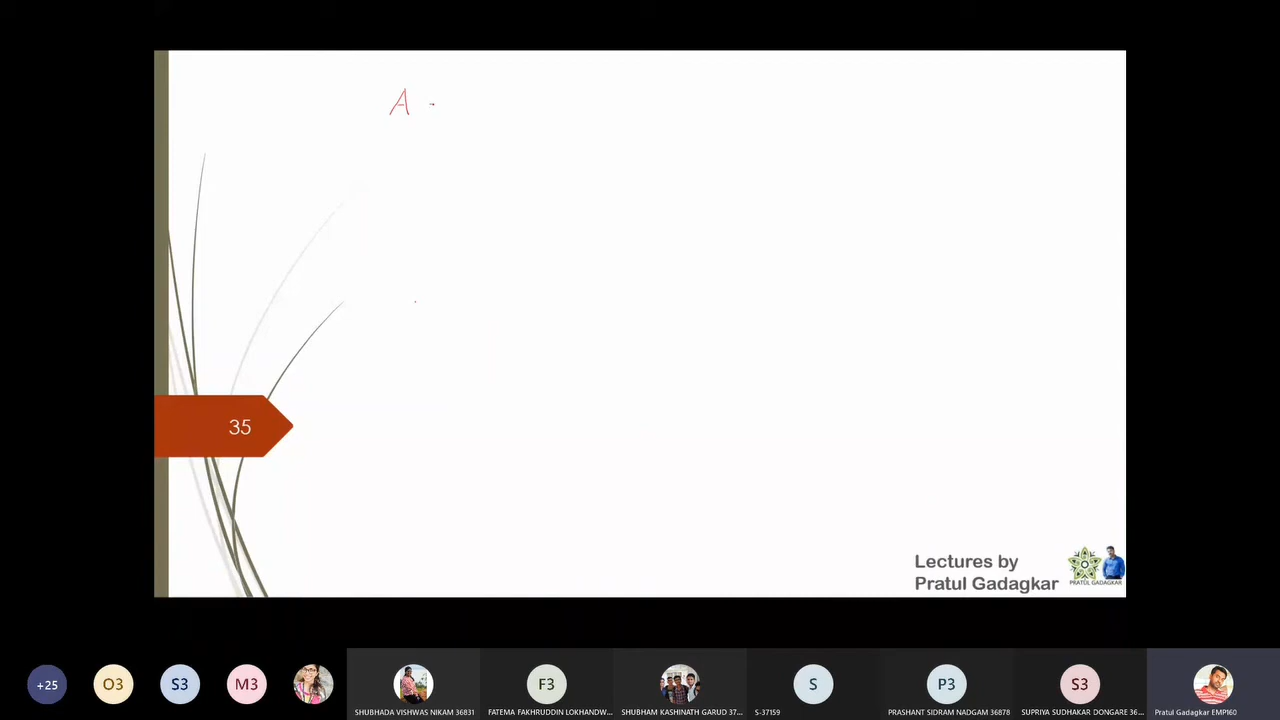 A -
35
Lectures by
Pratul Gadagkar
PRATUL GADAGKAR
+25
O3
S3
M3
F3
S
P3
S3
SHUBHADA VISHWAS NIKAM 36831
FATEMA FAKHRUDDIN LOKHANDW...
SHUBHAM KASHINATH GARUD 37...
S-37159
PRASHANT SIDRAM NADGAM 36878
SUPRIYA SUDHAKAR DONGARE 36...
Pratul Gadagkar EMP160